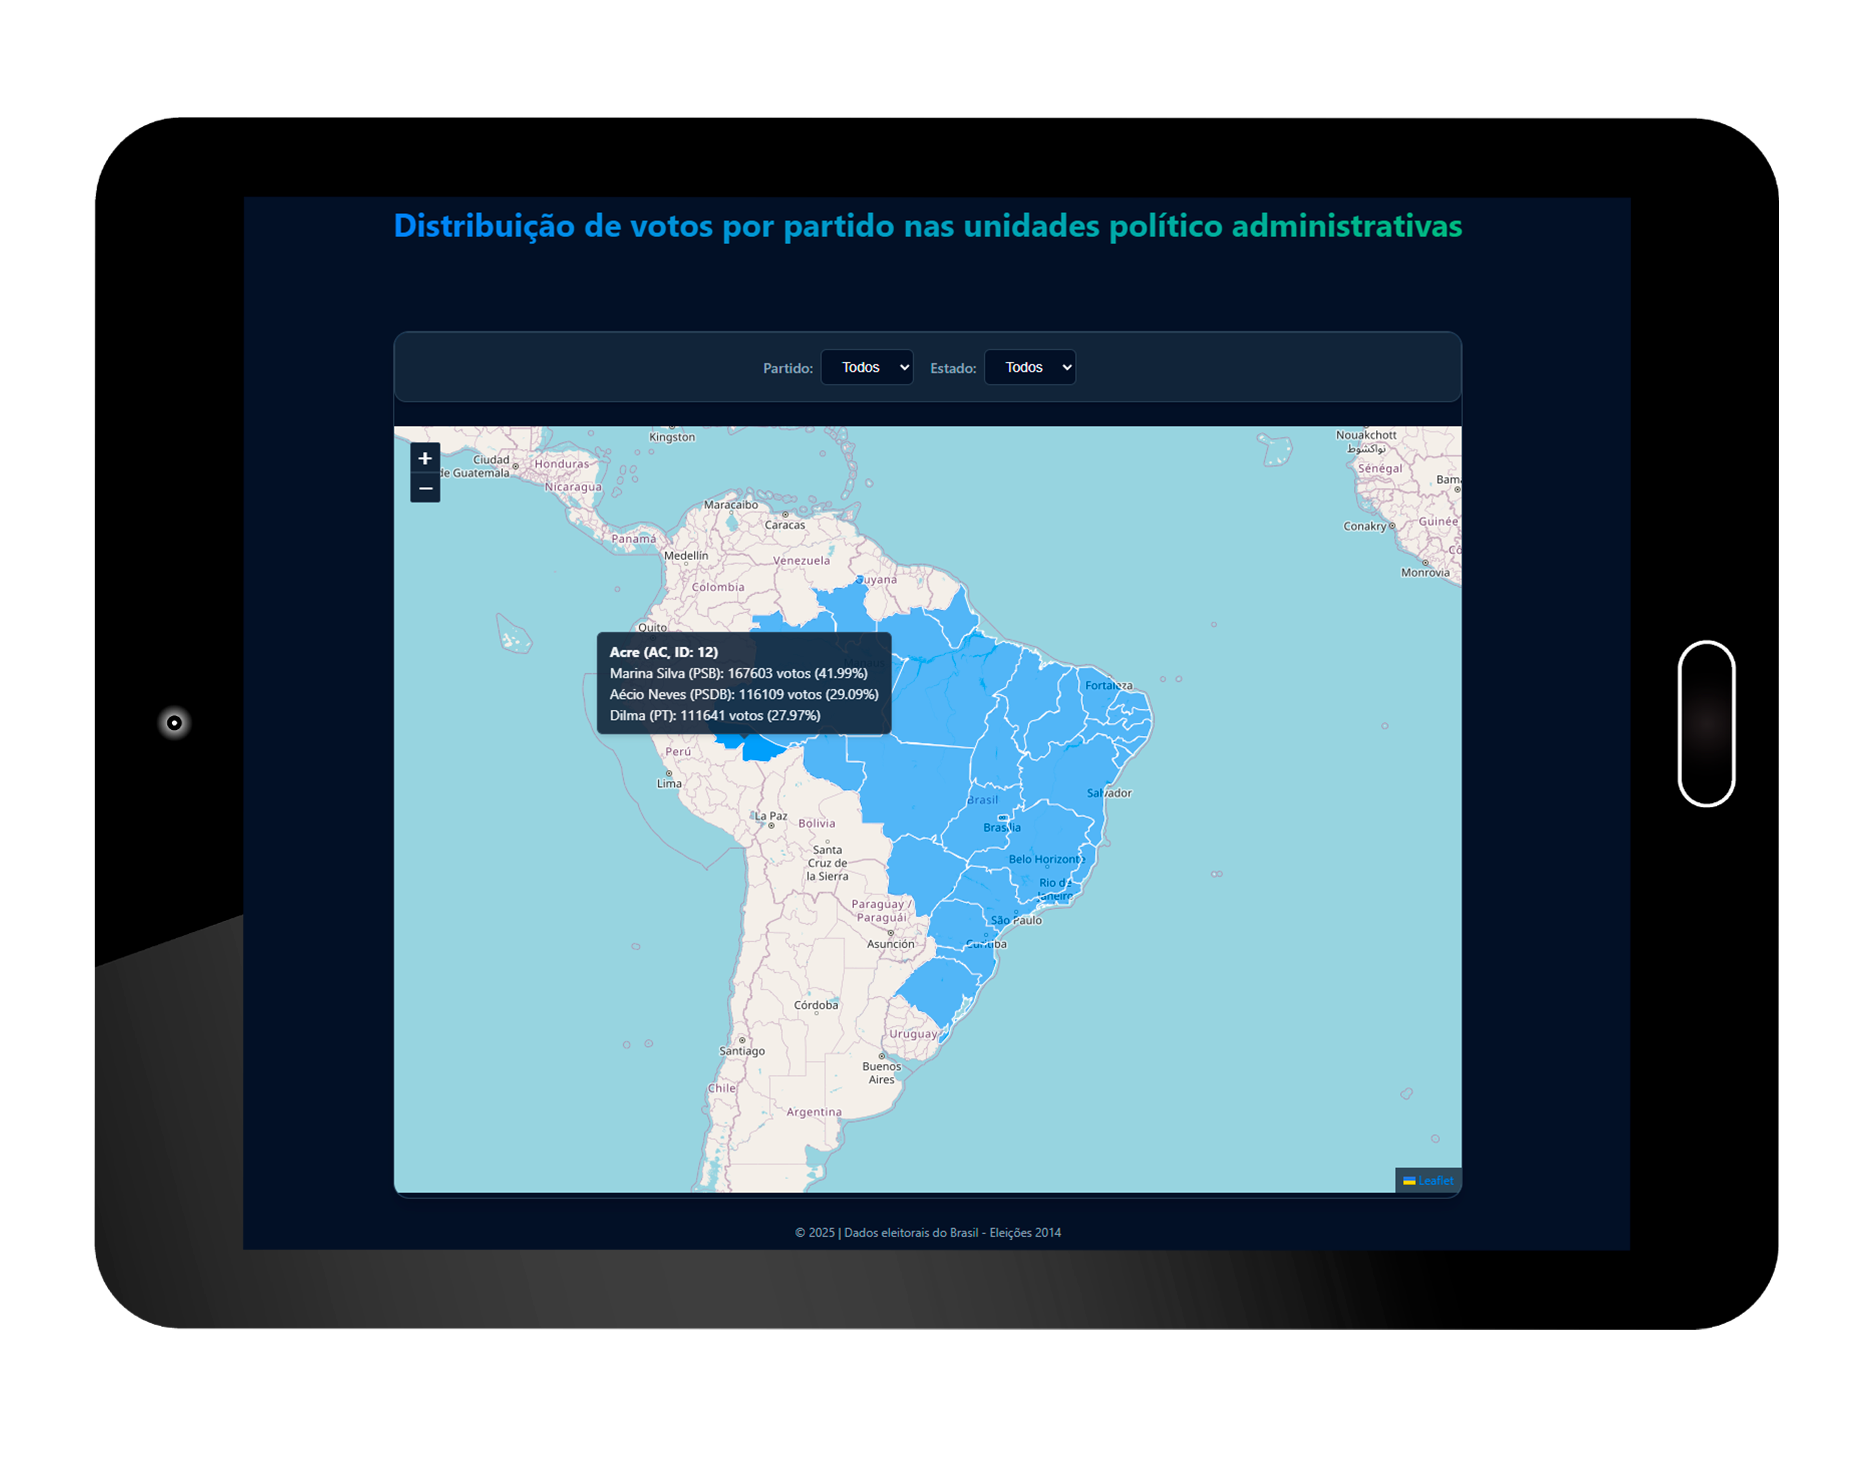 Distribuição de votos por partido nas unidades político administrativas
Partido: Todos Estado: Todos
+
−
Kingston
Nouakchott
نواكشوط
Ciudad
de Guatemala
Honduras
Sénégal
Nicaragua
Bama
Maracaibo
Caracas
Conakry
Guinée
Panamá
Medellín
Venezuela
Monrovia
Colombia
Guyana
Quito
Acre (AC, ID: 12)
Marina Silva (PSB): 167603 votos (41.99%)
Aécio Neves (PSDB): 116109 votos (29.09%)
Dilma (PT): 111641 votos (27.97%)
Fortaleza
Perú
Lima
Salvador
Brasil
La Paz
Bolivia
Brasília
Santa
Cruz de
la Sierra
Belo Horizonte
Rio de
Janeiro
Paraguay /
Paraguái
São Paulo
Asunción
Curitiba
Córdoba
Uruguay
Santiago
Buenos
Aires
Chile
Argentina
Leaflet
© 2025 | Dados eleitorais do Brasil - Eleições 2014